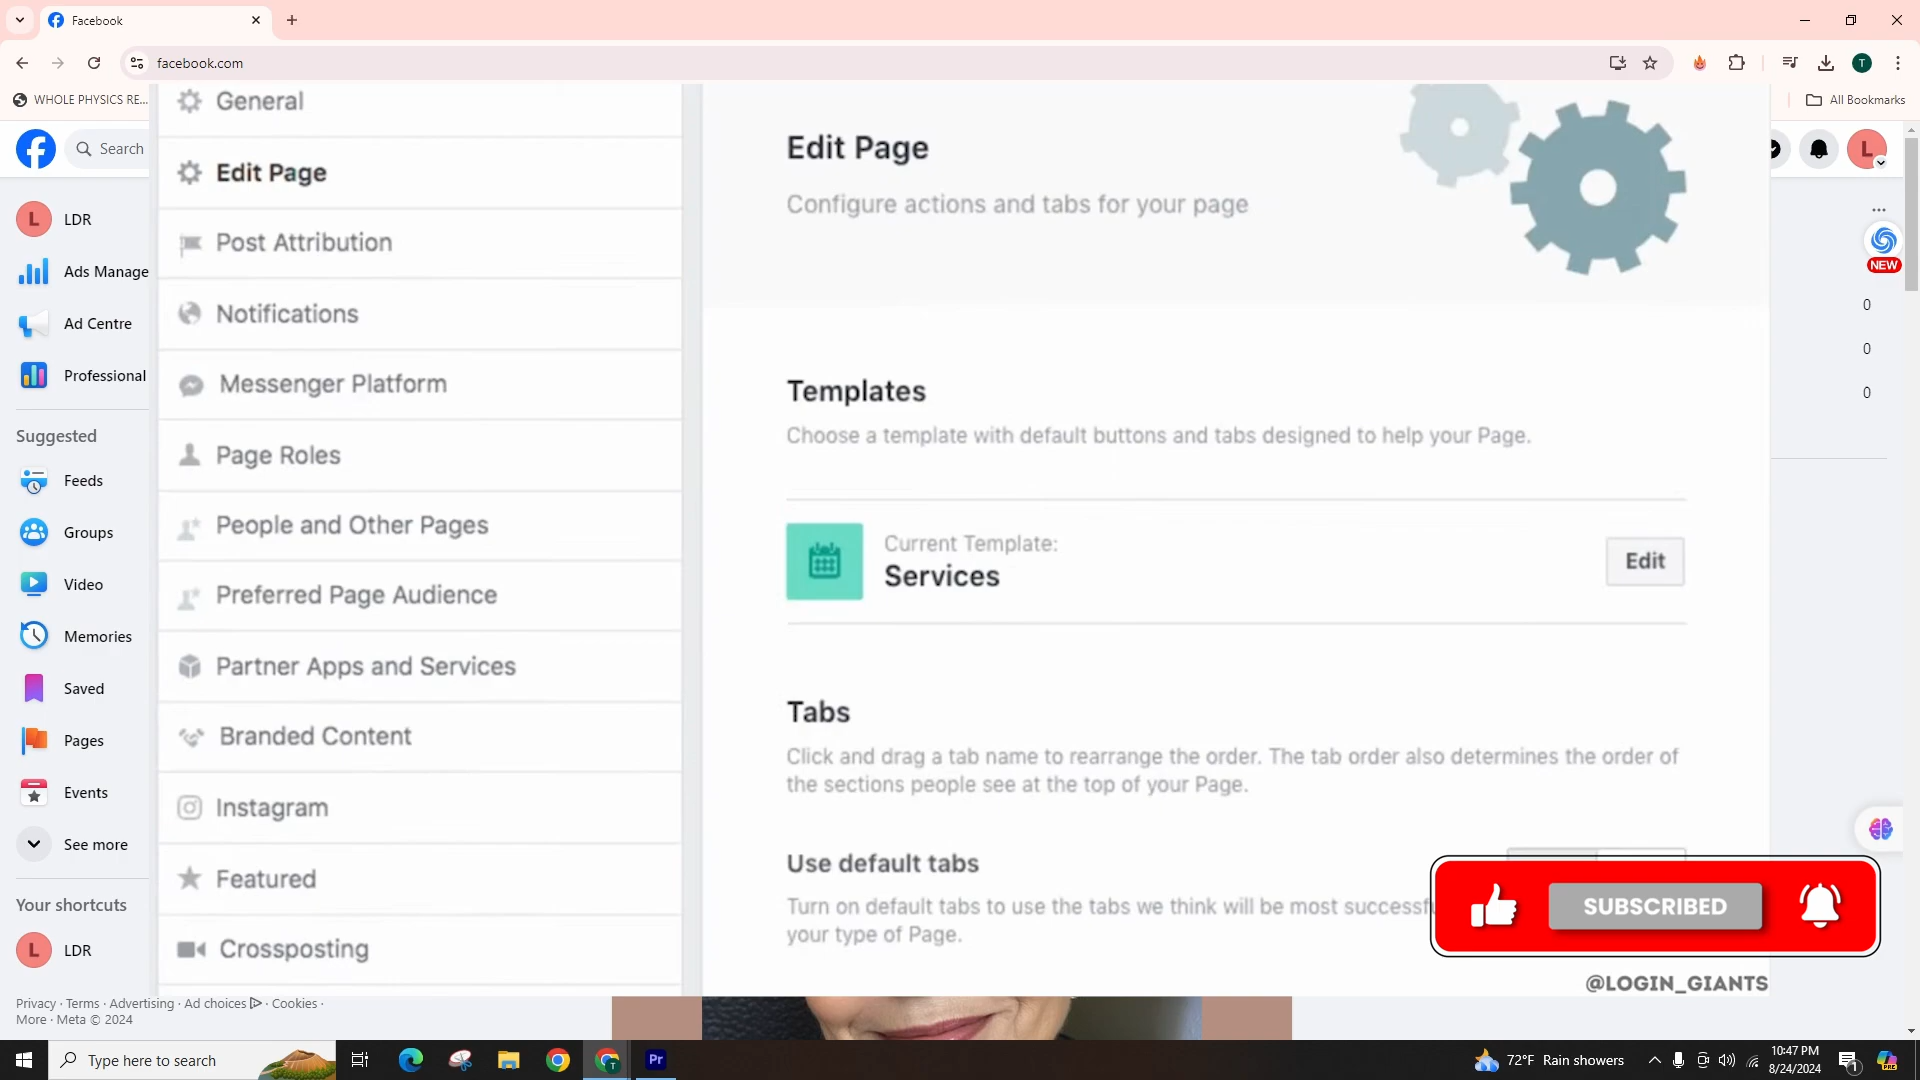 Facebook
facebook.com
WHOLE PHYSICS RE...
All Bookmarks
Search
L
LDR
Ads Manage
Ad Centre
Professional
Suggested
Feeds
Groups
Video
Memories
Saved
Pages
Events
See more
Your shortcuts
L
LDR
Privacy · Terms · Advertising · Ad choices · Cookies ·
More · Meta © 2024
General
Edit Page
Post Attribution
Notifications
Messenger Platform
Page Roles
People and Other Pages
Preferred Page Audience
Partner Apps and Services
Branded Content
Instagram
Featured
Crossposting
Edit Page
Configure actions and tabs for your page
Templates
Choose a template with default buttons and tabs designed to help your Page.
Current Template:
Services
Edit
Tabs
Click and drag a tab name to rearrange the order. The tab order also determines the order of
the sections people see at the top of your Page.
Use default tabs
Turn on default tabs to use the tabs we think will be most successf
your type of Page.
T
L
...
NEW
0
0
0
SUBSCRIBED
@LOGIN_GIANTS
Type here to search
T
Pr
72°F Rain showers
10:47 PM
8/24/2024
1
PRE